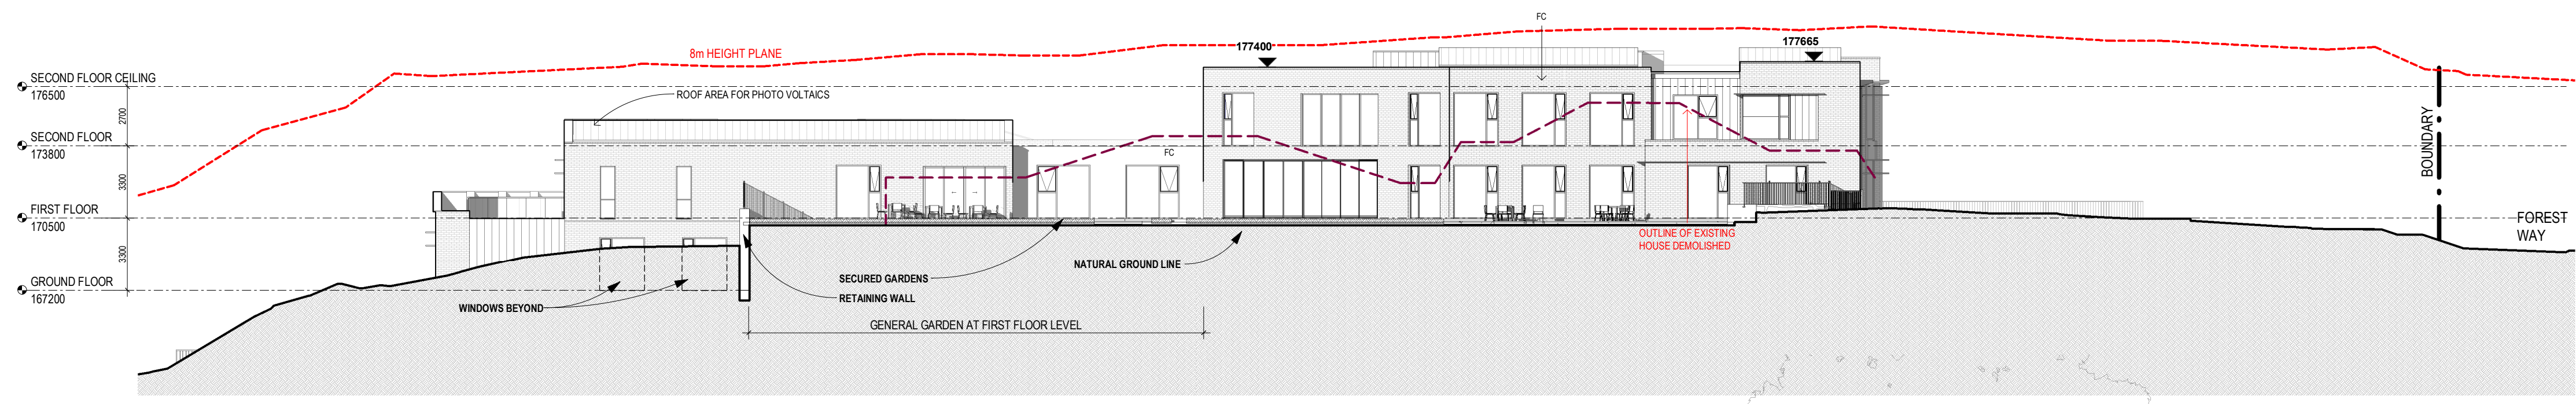 FC
8m HEIGHT PLANE
177400
177665
SECOND FLOOR CEILING
176500
ROOF AREA FOR PHOTO VOLTAICS
2700
SECOND FLOOR
173800
FC
3300
FIRST FLOOR
170500
3300
GROUND FLOOR
167200
BOUNDARY
FOREST
WAY
OUTLINE OF EXISTING
HOUSE DEMOLISHED
NATURAL GROUND LINE
SECURED GARDENS
RETAINING WALL
WINDOWS BEYOND
GENERAL GARDEN AT FIRST FLOOR LEVEL